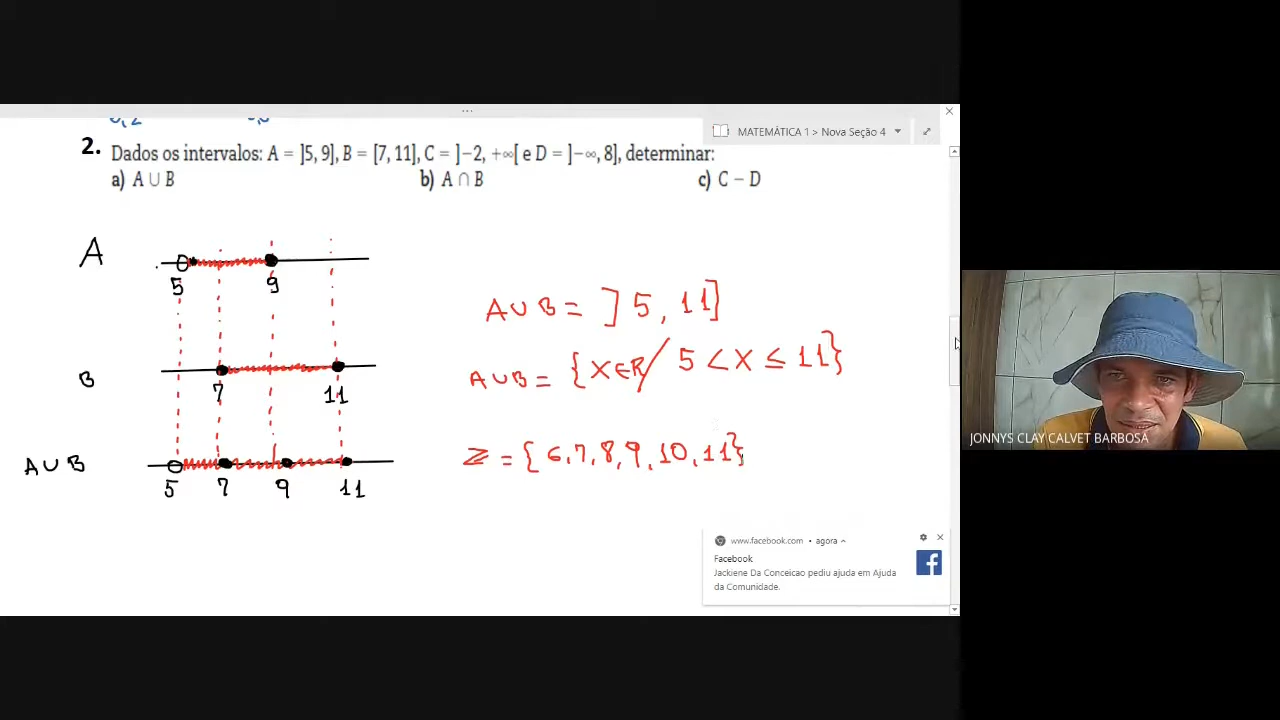 MATEMÁTICA 1 > Nova Seção 4
2. Dados os intervalos: A = ]5, 9], B = [7, 11], C = ]−2, +∞[ e D = ]−∞, 8], determinar:
a) A ∪ B b) A ∩ B c) C − D
A
5 9
B
7 11
A∪B
5 7 9 11
A∪B = ]5, 11]
A∪B = {X∈R/ 5 < X ≤ 11}
Z = {6,7,8,9,10,11}
JONNYS CLAY CALVET BARBOSA
www.facebook.com • agora
Facebook
Jackiene Da Conceicao pediu ajuda em Ajuda
da Comunidade.